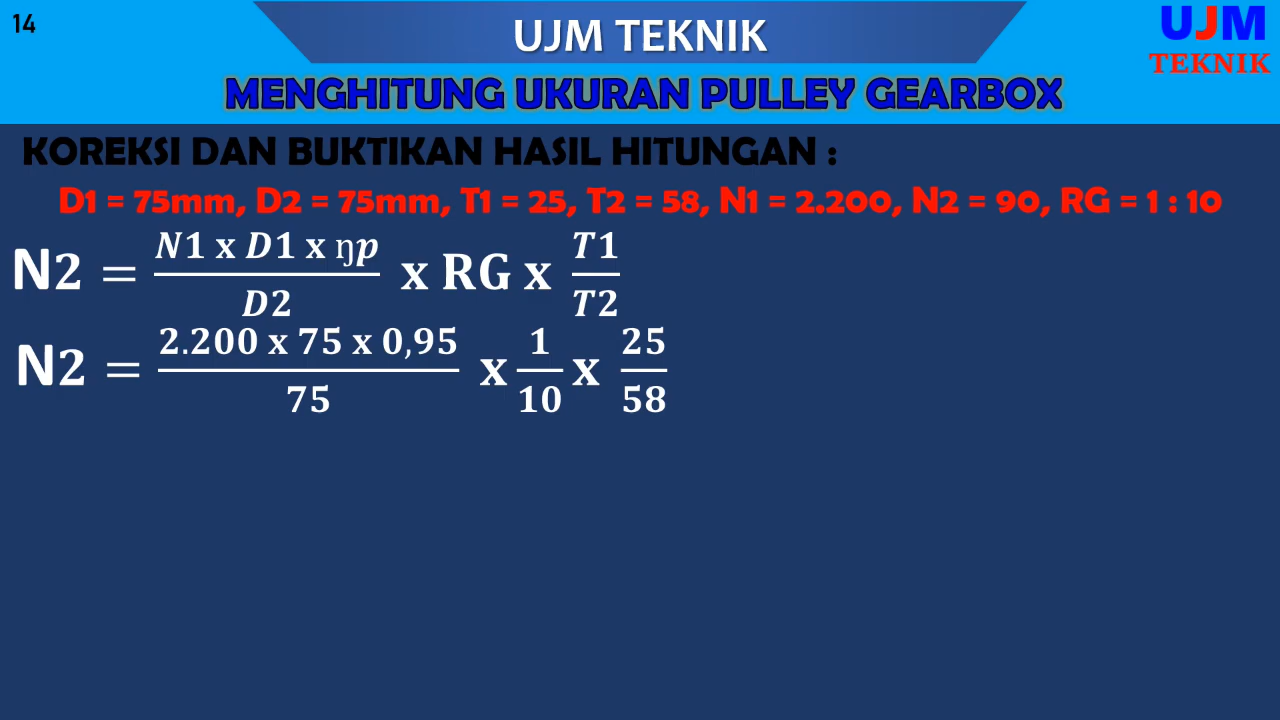 14
UJM TEKNIK
UJM
TEKNIK
MENGHITUNG UKURAN PULLEY GEARBOX
KOREKSI DAN BUKTIKAN HASIL HITUNGAN :
D1 = 75mm, D2 = 75mm, T1 = 25, T2 = 58, N1 = 2.200, N2 = 90, RG = 1 : 10
N2 = N1 x D1 x ŋp / D2 x RG x T1 / T2
N2 = 2.200 x 75 x 0,95 / 75 x 1 / 10 x 25 / 58